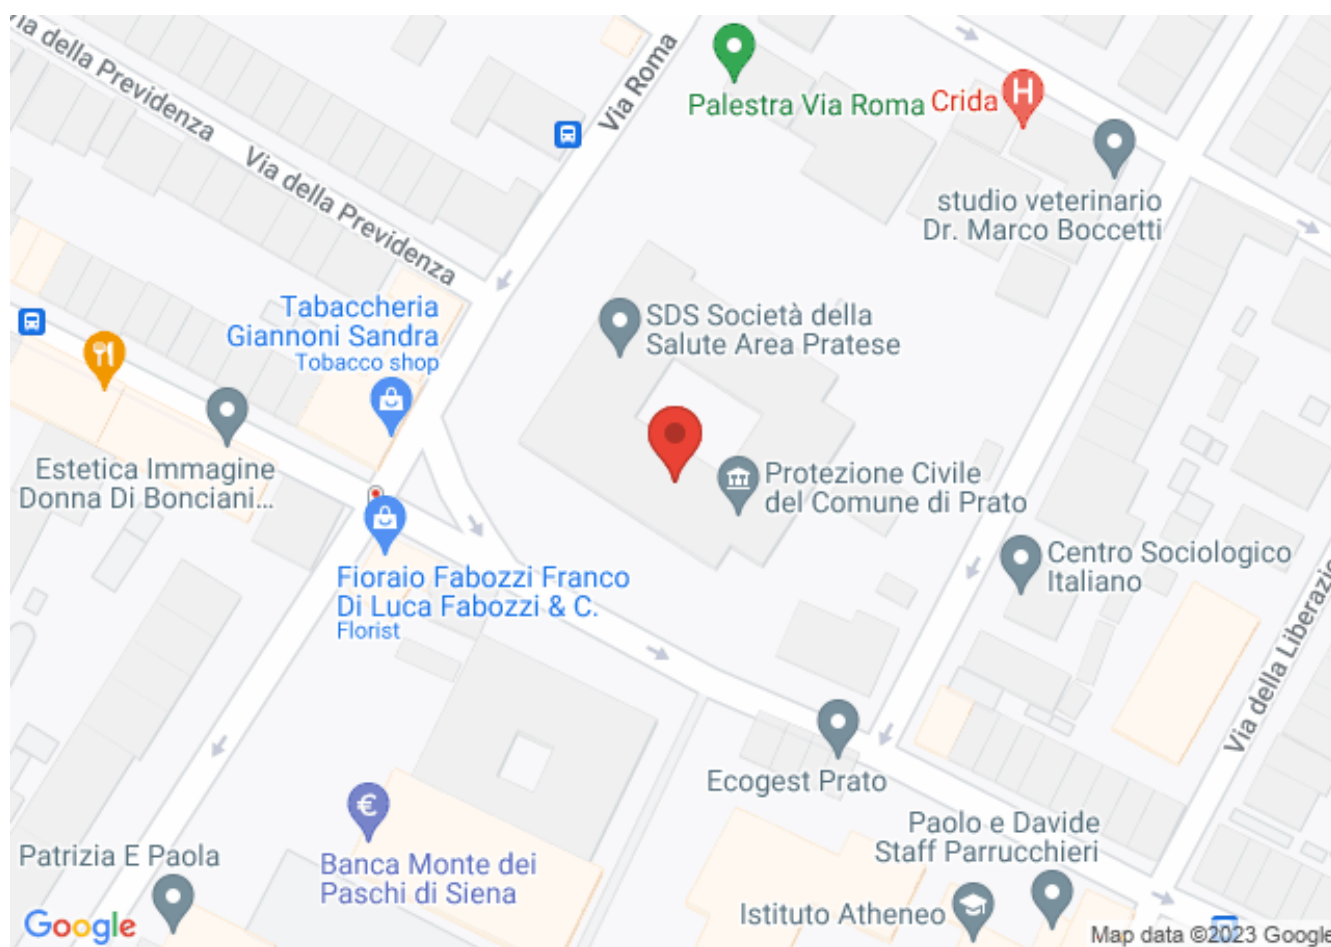 ia della Previdenza
Via della Previdenza
Via Roma
Palestra Via Roma
Crida
H
studio veterinario
Dr. Marco Boccetti
Tabaccheria
Giannoni Sandra
Tobacco shop
SDS Società della
Salute Area Pratese
Estetica Immagine
Donna Di Bonciani...
Protezione Civile
del Comune di Prato
Fioraio Fabozzi Franco
Di Luca Fabozzi & C.
Florist
Centro Sociologico
Italiano
Via della Liberazio
Ecogest Prato
€
Banca Monte dei
Paschi di Siena
Patrizia E Paola
Paolo e Davide
Staff Parrucchieri
Istituto Atheneo
Google
Map data ©2023 Google